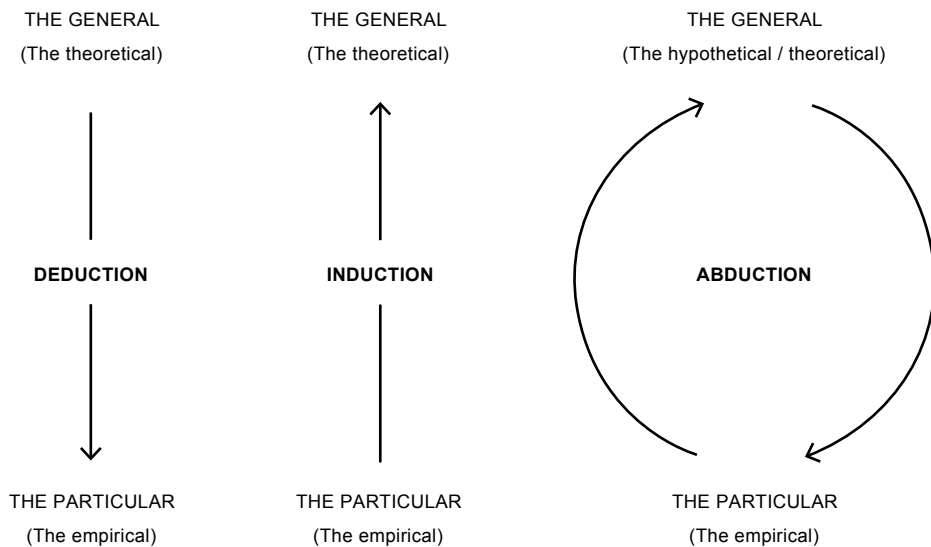 THE GENERAL
(The theoretical)
THE GENERAL
(The theoretical)
THE GENERAL
(The hypothetical / theoretical)
DEDUCTION
INDUCTION
ABDUCTION
THE PARTICULAR
(The empirical)
THE PARTICULAR
(The empirical)
THE PARTICULAR
(The empirical)